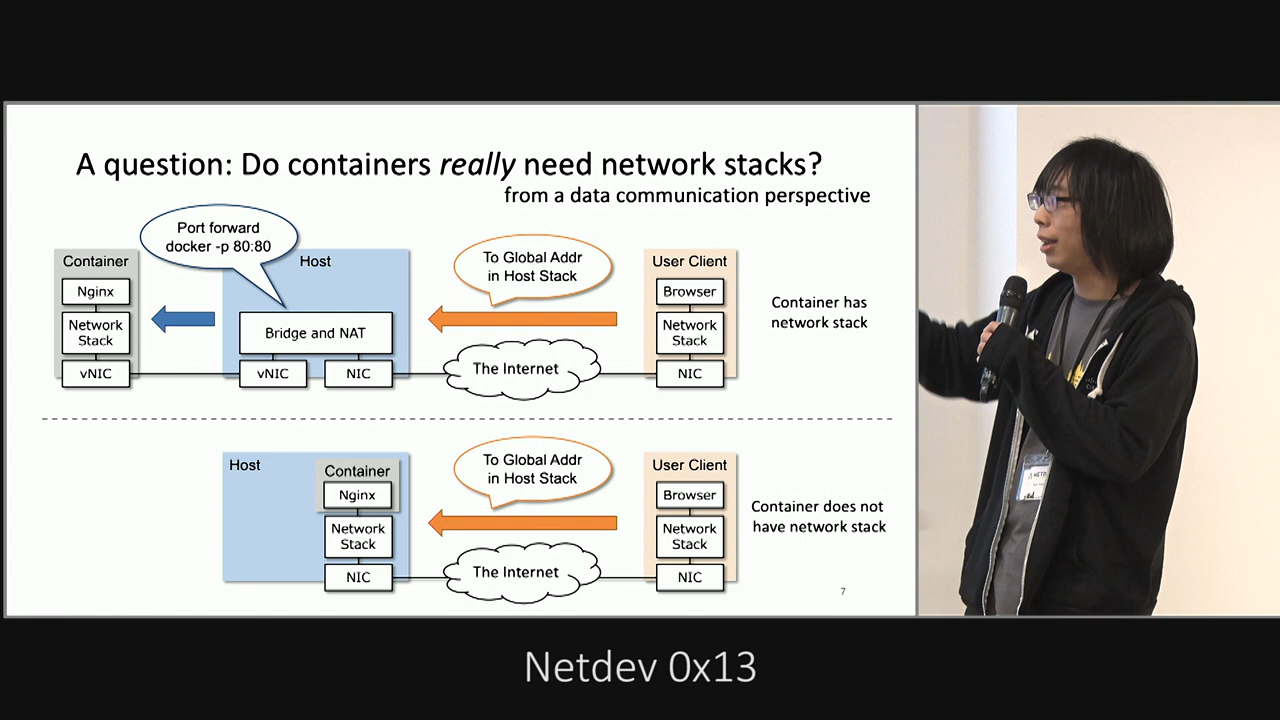 A question: Do containers really need network stacks?
from a data communication perspective
Port forward
docker -p 80:80
Container
Nginx
Network
Stack
vNIC
Host
Bridge and NAT
vNIC
NIC
To Global Addr
in Host Stack
The Internet
User Client
Browser
Network
Stack
NIC
Container has
network stack
Host
Container
Nginx
Network
Stack
NIC
To Global Addr
in Host Stack
The Internet
User Client
Browser
Network
Stack
NIC
Container does not
have network stack
7
Netdev 0x13